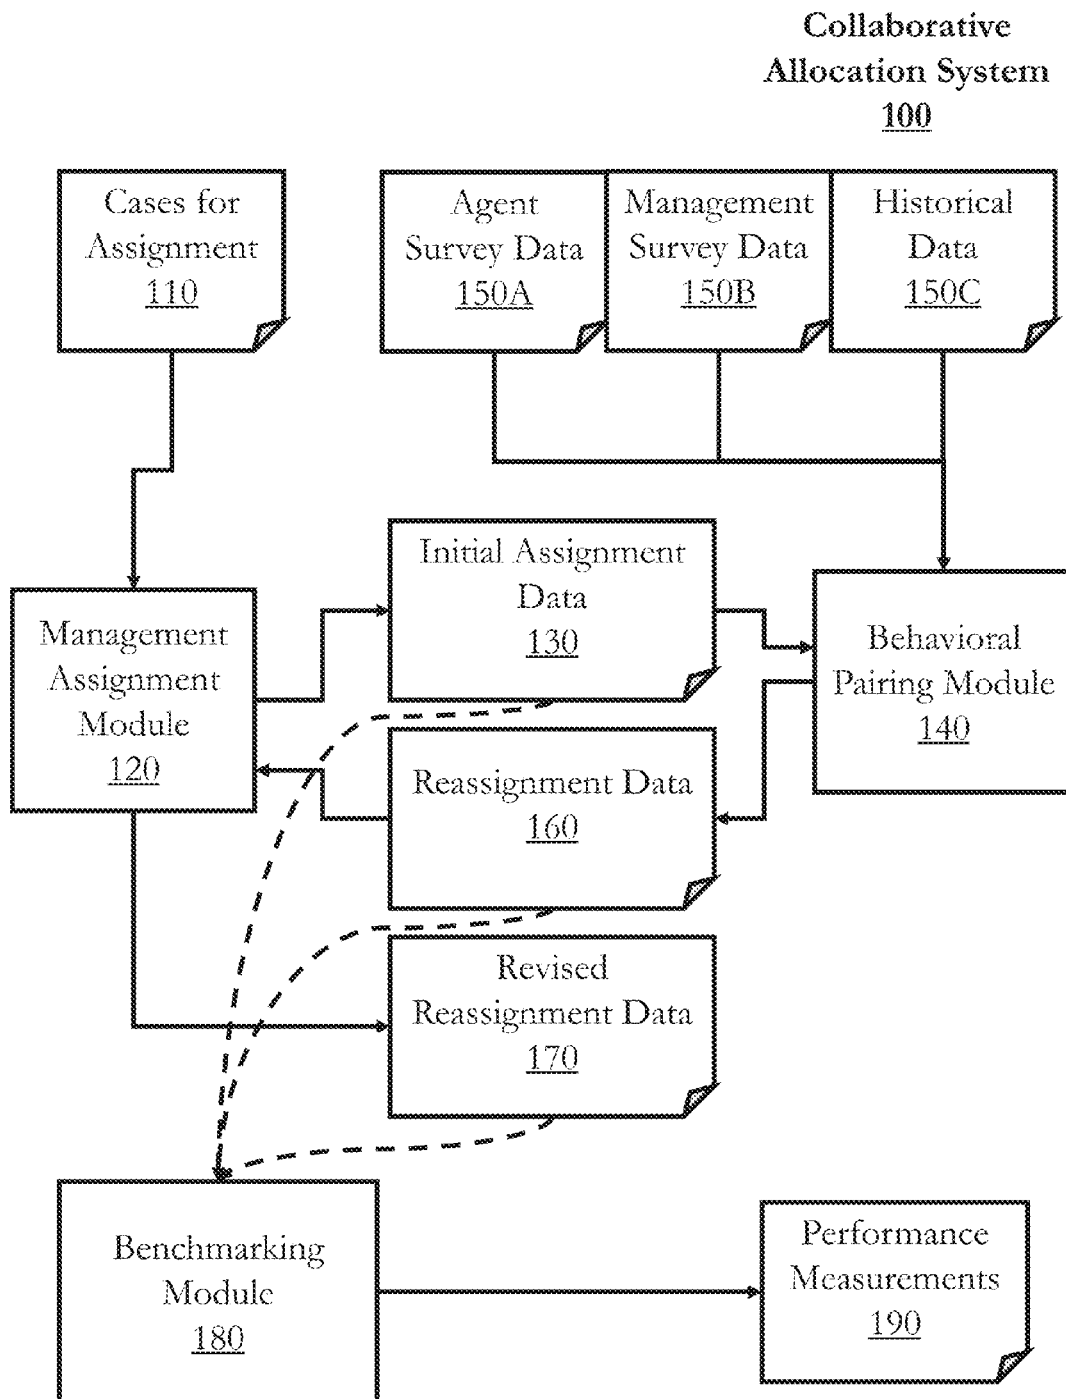 Collaborative
Allocation System
100
Cases for
Assignment
110
Agent
Survey Data
150A
Management
Survey Data
150B
Historical
Data
150C
Initial Assignment
Data
130
Management
Assignment
Module
120
Behavioral
Pairing Module
140
Reassignment Data
160
Revised
Reassignment Data
170
Benchmarking
Module
180
Performance
Measurements
190